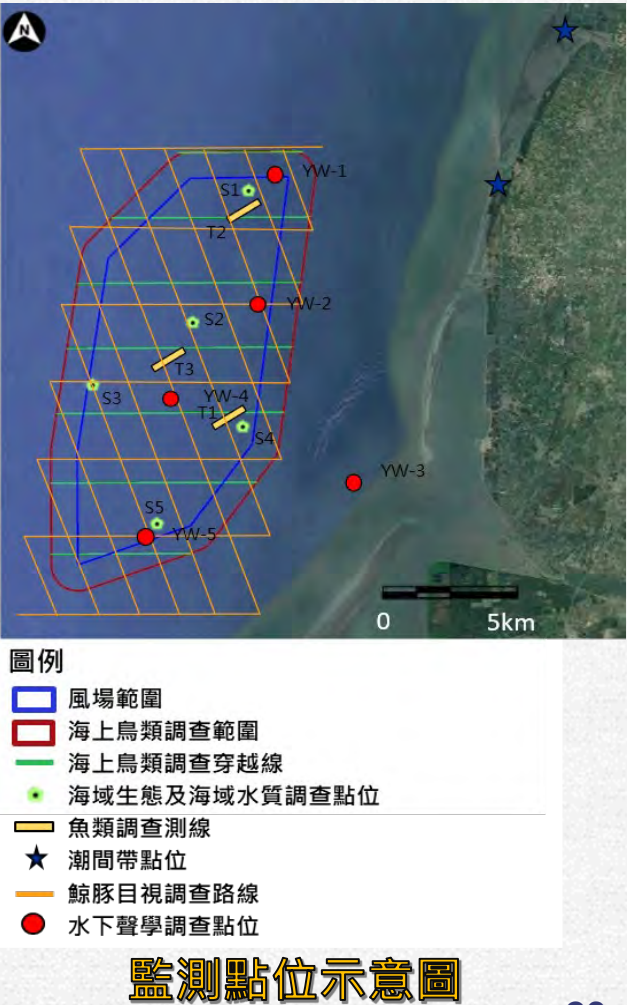 N
YW-1
S1
T2
YW-2
S2
T3
S3
YW-4
T1
S4
YW-3
S5
YW-5
0 5km
圖例
風場範圍
海上鳥類調查範圍
海上鳥類調查穿越線
海域生態及海域水質調查點位
魚類調查測線
潮間帶點位
鯨豚目視調查路線
水下聲學調查點位
監測點位示意圖